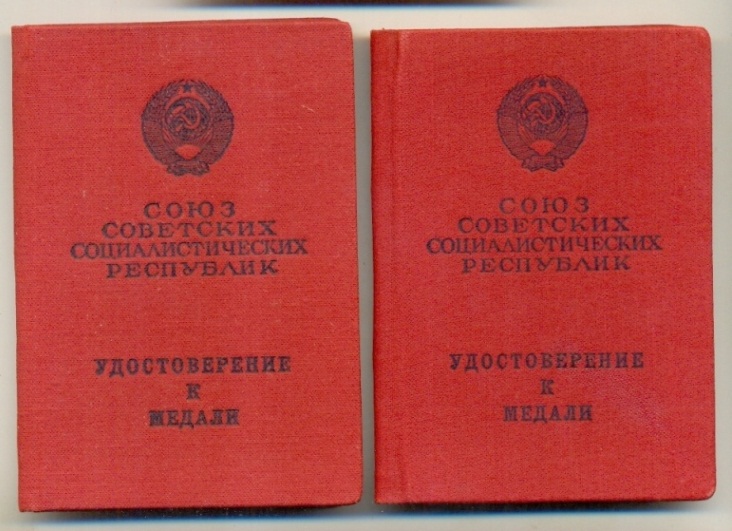 СОЮЗ
СОВЕТСКИХ
СОЦИАЛИСТИЧЕСКИХ
РЕСПУБЛИК
УДОСТОВЕРЕНИЕ
К
МЕДАЛИ
СОЮЗ
СОВЕТСКИХ
СОЦИАЛИСТИЧЕСКИХ
РЕСПУБЛИК
УДОСТОВЕРЕНИЕ
К
МЕДАЛИ